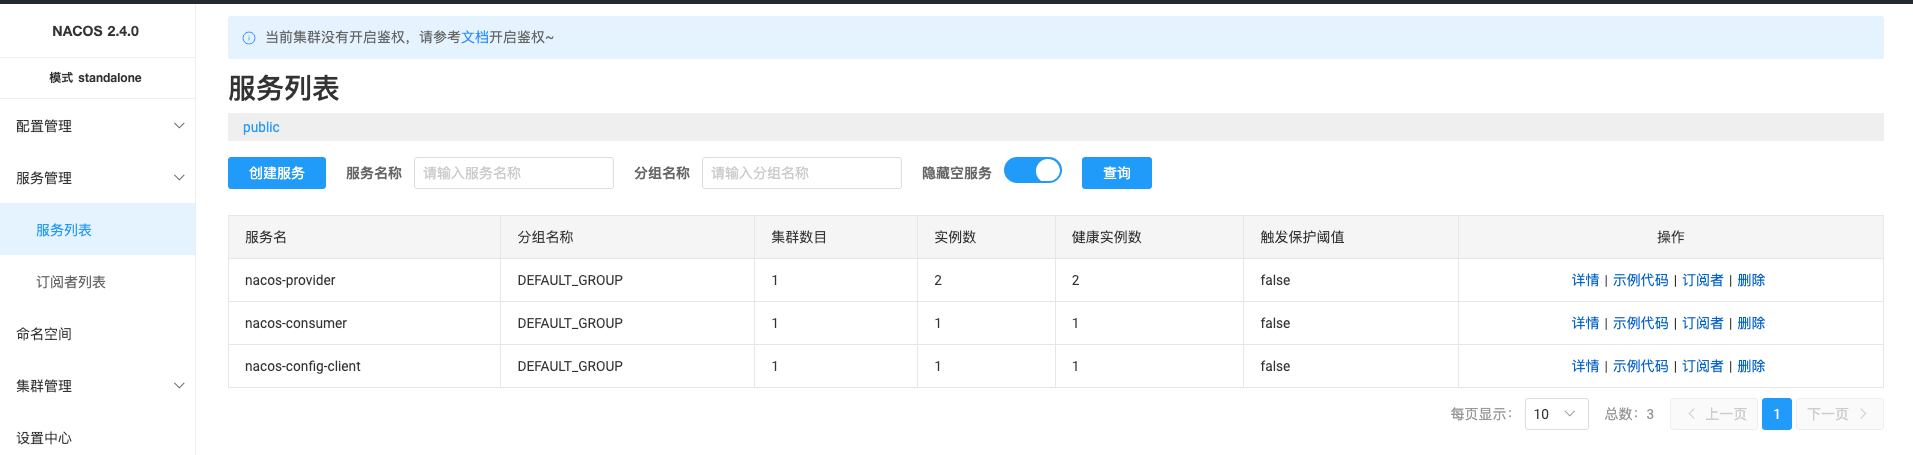 NACOS 2.4.0
模式 standalone
配置管理
服务管理
服务列表
订阅者列表
命名空间
集群管理
设置中心
当前集群没有开启鉴权，请参考文档开启鉴权~
服务列表
public
创建服务 服务名称 请输入服务名称 分组名称 请输入分组名称 隐藏空服务 查询
服务名 分组名称 集群数目 实例数 健康实例数 触发保护阈值 操作
nacos-provider DEFAULT_GROUP 1 2 2 false 详情 | 示例代码 | 订阅者 | 删除
nacos-consumer DEFAULT_GROUP 1 1 1 false 详情 | 示例代码 | 订阅者 | 删除
nacos-config-client DEFAULT_GROUP 1 1 1 false 详情 | 示例代码 | 订阅者 | 删除
每页显示： 10 总数：3 上一页 1 下一页